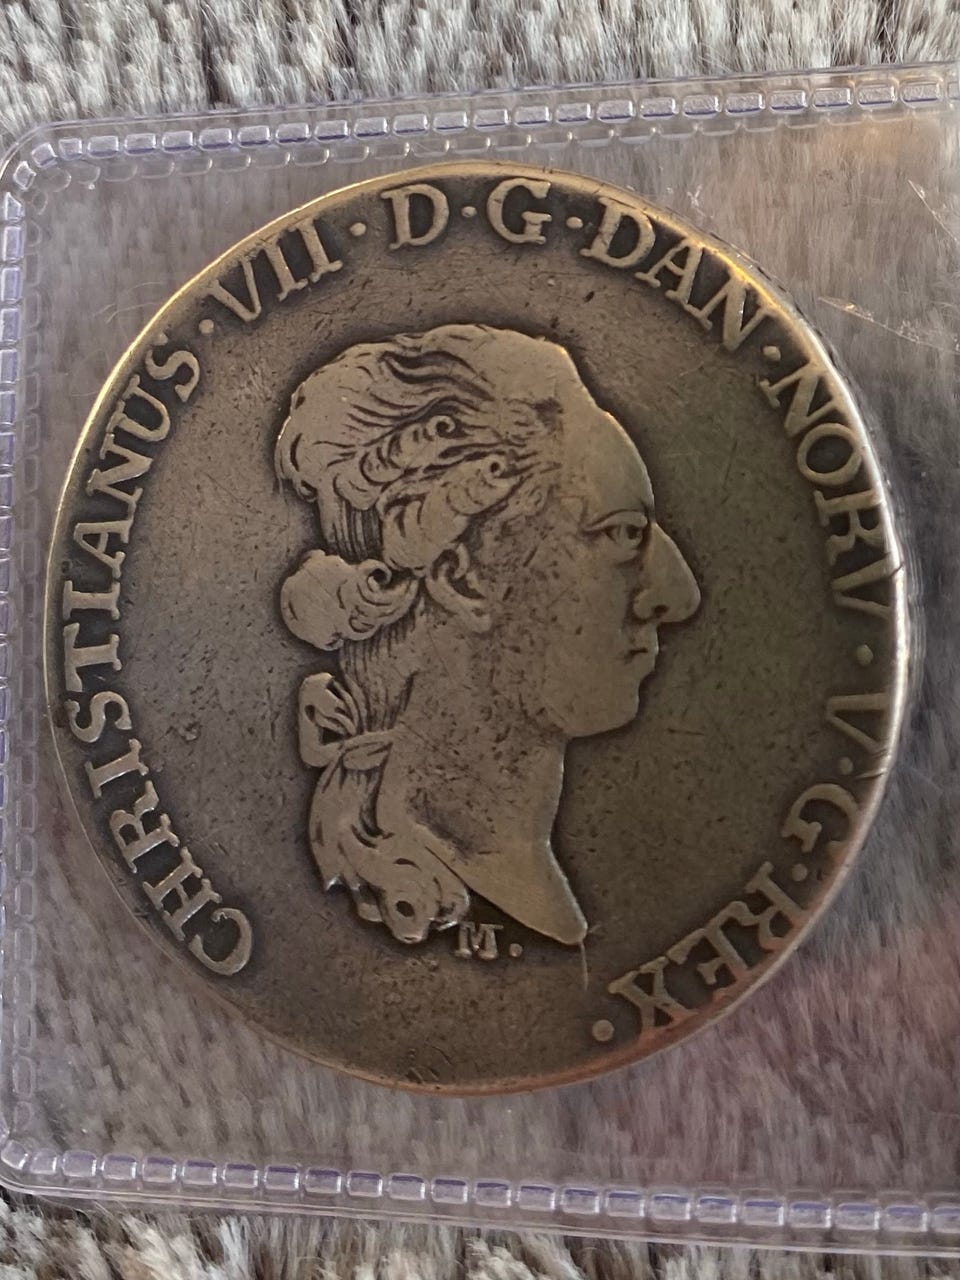 CHRISTIANUS · VII · D · G · DAN · NORV · V · G · REX ·
M.